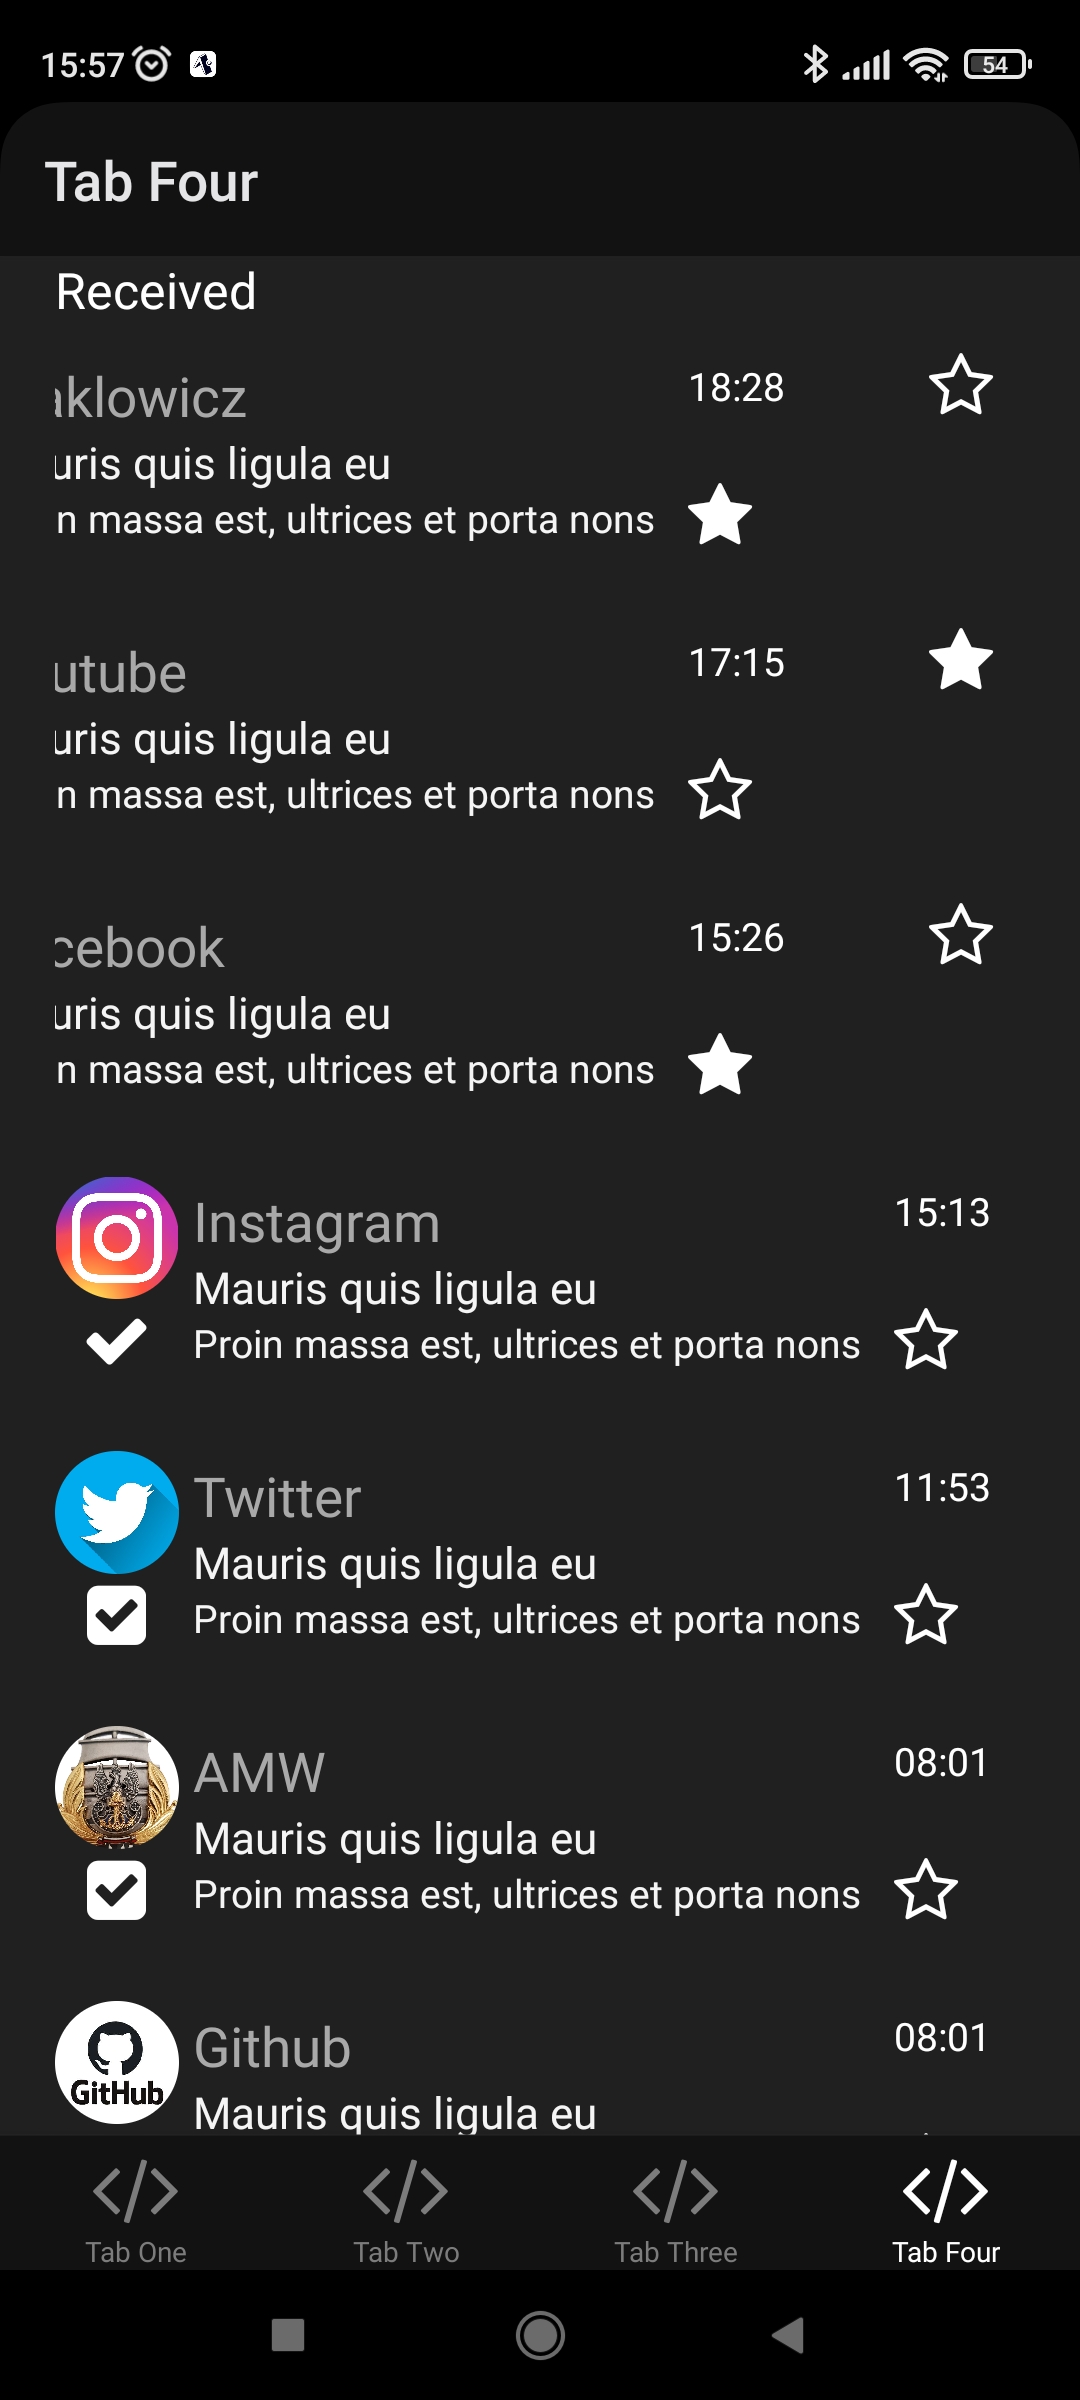 15:57
54
Tab Four
Received
aklowicz
18:28
uris quis ligula eu
n massa est, ultrices et porta nons
utube
17:15
uris quis ligula eu
n massa est, ultrices et porta nons
cebook
15:26
uris quis ligula eu
n massa est, ultrices et porta nons
Instagram
15:13
Mauris quis ligula eu
Proin massa est, ultrices et porta nons
Twitter
11:53
Mauris quis ligula eu
Proin massa est, ultrices et porta nons
AMW
08:01
Mauris quis ligula eu
Proin massa est, ultrices et porta nons
Github
08:01
GitHub
Mauris quis ligula eu
Tab One
Tab Two
Tab Three
Tab Four